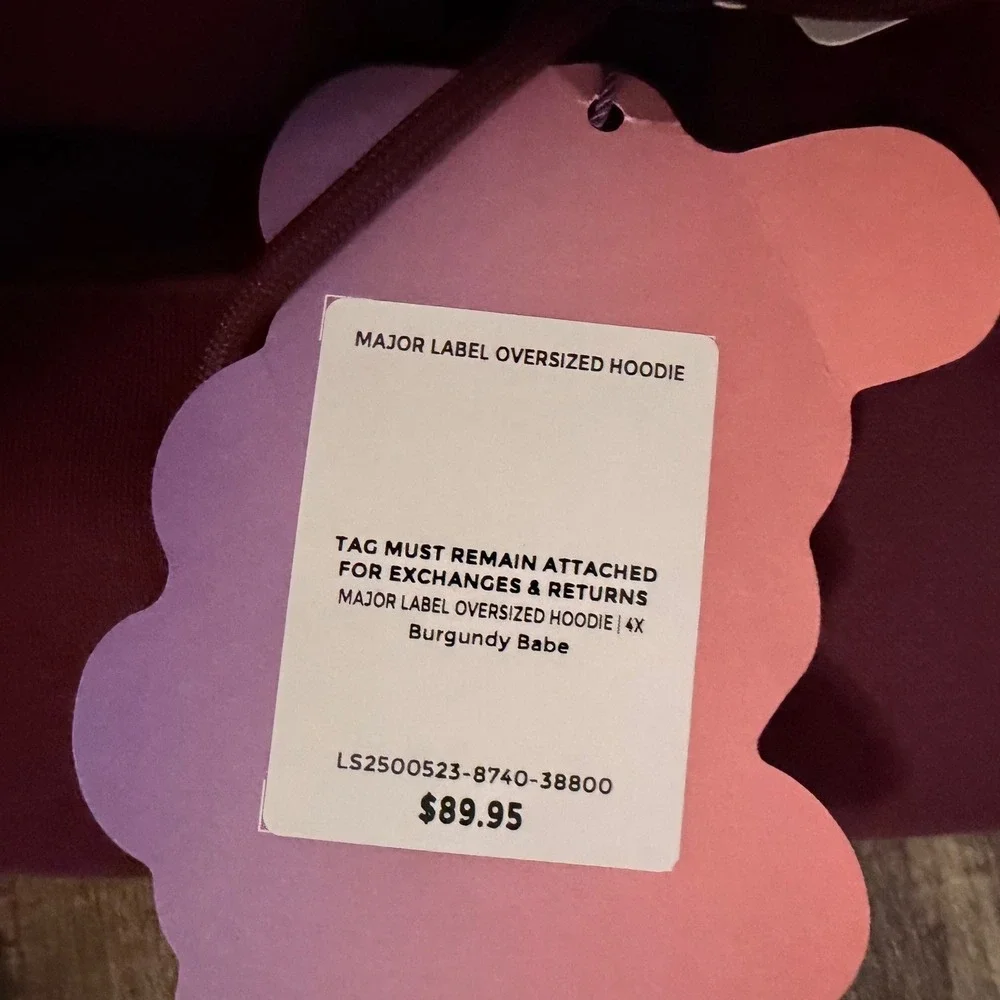 MAJOR LABEL OVERSIZED HOODIE
TAG MUST REMAIN ATTACHED
FOR EXCHANGES & RETURNS
MAJOR LABEL OVERSIZED HOODIE | 4X
Burgundy Babe
LS2500523-8740-38800
$89.95